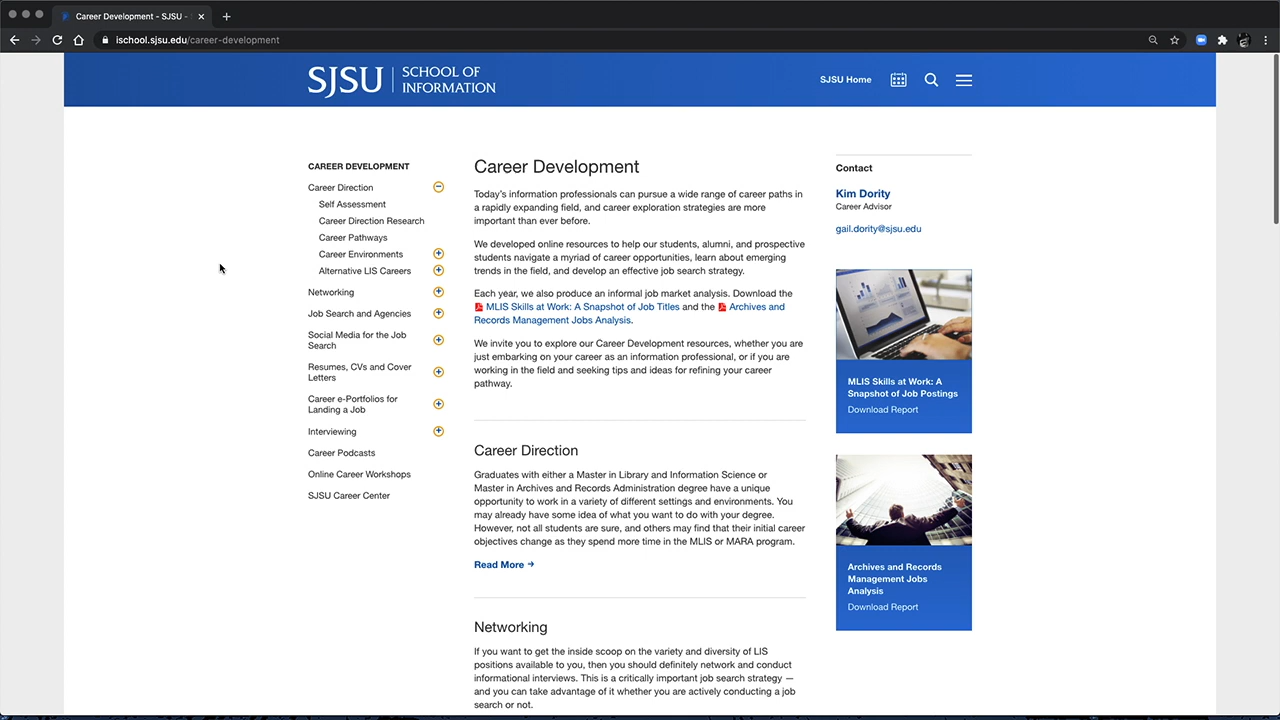 Career Development - SJSU -
ischool.sjsu.edu/career-development
SJSU
SCHOOL OF
INFORMATION
SJSU Home
CAREER DEVELOPMENT
Career Direction
Self Assessment
Career Direction Research
Career Pathways
Career Environments
Alternative LIS Careers
Networking
Job Search and Agencies
Social Media for the Job
Search
Resumes, CVs and Cover
Letters
Career e-Portfolios for
Landing a Job
Interviewing
Career Podcasts
Online Career Workshops
SJSU Career Center
Career Development
Today's information professionals can pursue a wide range of career paths in
a rapidly expanding field, and career exploration strategies are more
important than ever before.
We developed online resources to help our students, alumni, and prospective
students navigate a myriad of career opportunities, learn about emerging
trends in the field, and develop an effective job search strategy.
Each year, we also produce an informal job market analysis. Download the
MLIS Skills at Work: A Snapshot of Job Titles and the Archives and
Records Management Jobs Analysis.
We invite you to explore our Career Development resources, whether you are
just embarking on your career as an information professional, or if you are
working in the field and seeking tips and ideas for refining your career
pathway.
Career Direction
Graduates with either a Master in Library and Information Science or
Master in Archives and Records Administration degree have a unique
opportunity to work in a variety of different settings and environments. You
may already have some idea of what you want to do with your degree.
However, not all students are sure, and others may find that their initial career
objectives change as they spend more time in the MLIS or MARA program.
Read More
Networking
If you want to get the inside scoop on the variety and diversity of LIS
positions available to you, then you should definitely network and conduct
informational interviews. This is a critically important job search strategy —
and you can take advantage of it whether you are actively conducting a job
search or not.
Contact
Kim Dority
Career Advisor
gail.dority@sjsu.edu
MLIS Skills at Work: A
Snapshot of Job Postings
Download Report
Archives and Records
Management Jobs
Analysis
Download Report